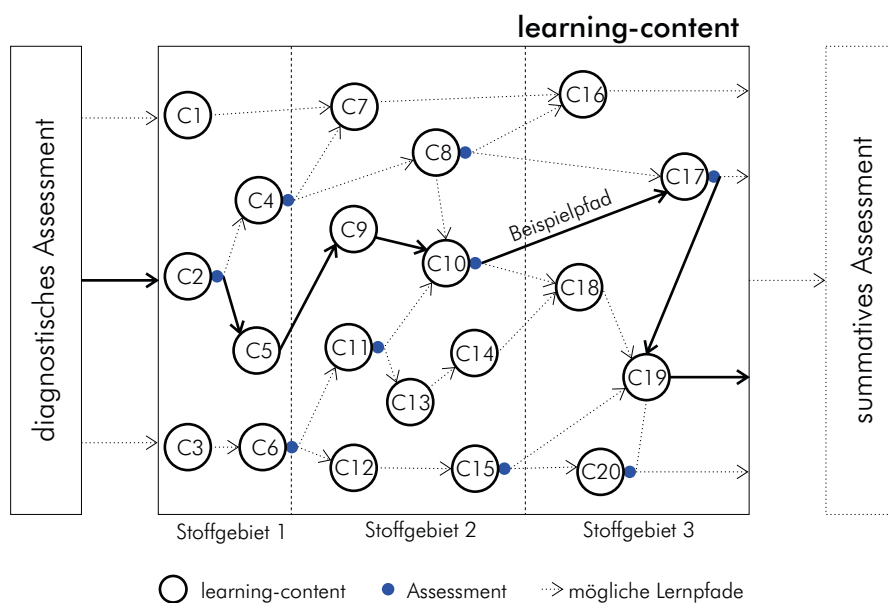 learning-content
diagnostisches Assessment
C1
C7
C16
C8
C17
C4
Beispielpfad
C9
C2
C10
C18
C5
C11
C14
C19
C13
C3
C6
C12
C15
C20
summatives Assessment
Stoffgebiet 1
Stoffgebiet 2
Stoffgebiet 3
learning-content
Assessment
mögliche Lernpfade